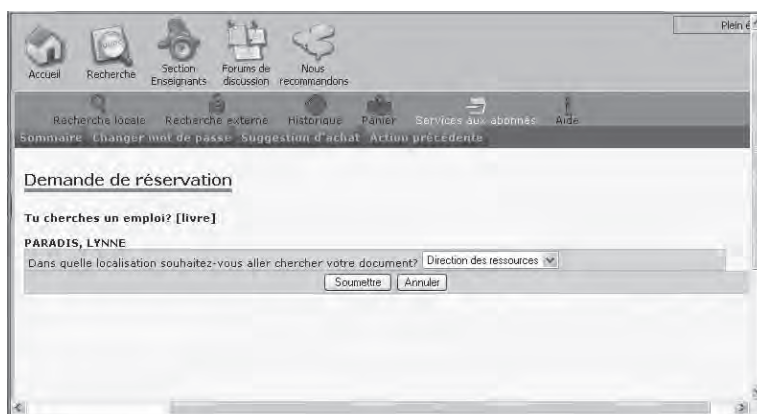 Plein é
Accueil Recherche Section Enseignants Forums de discussion Nous recommandons
Recherche locale Recherche externe Historique Panier Services aux abonnés Aide
Sommaire Changer mot de passe Suggestion d'achat Action précédente
Demande de réservation
Tu cherches un emploi? [livre]
PARADIS, LYNNE
Dans quelle localisation souhaitez-vous aller chercher votre document? Direction des ressources
Soumettre Annuler